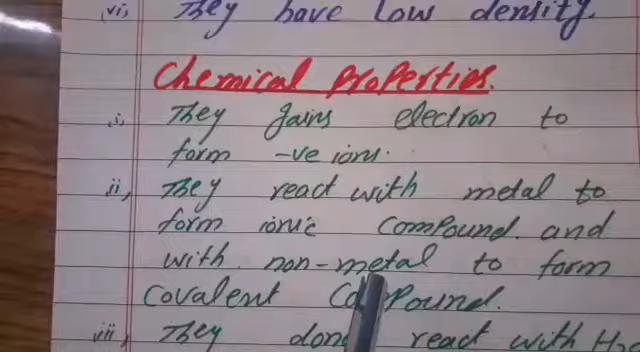 (vi) They have low density.
Chemical Properties.
i, They gains electron to
form -ve ions.
ii, They react with metal to
form ionic compound. and
with non-metal to form
covalent compound.
iii, They react with H2O